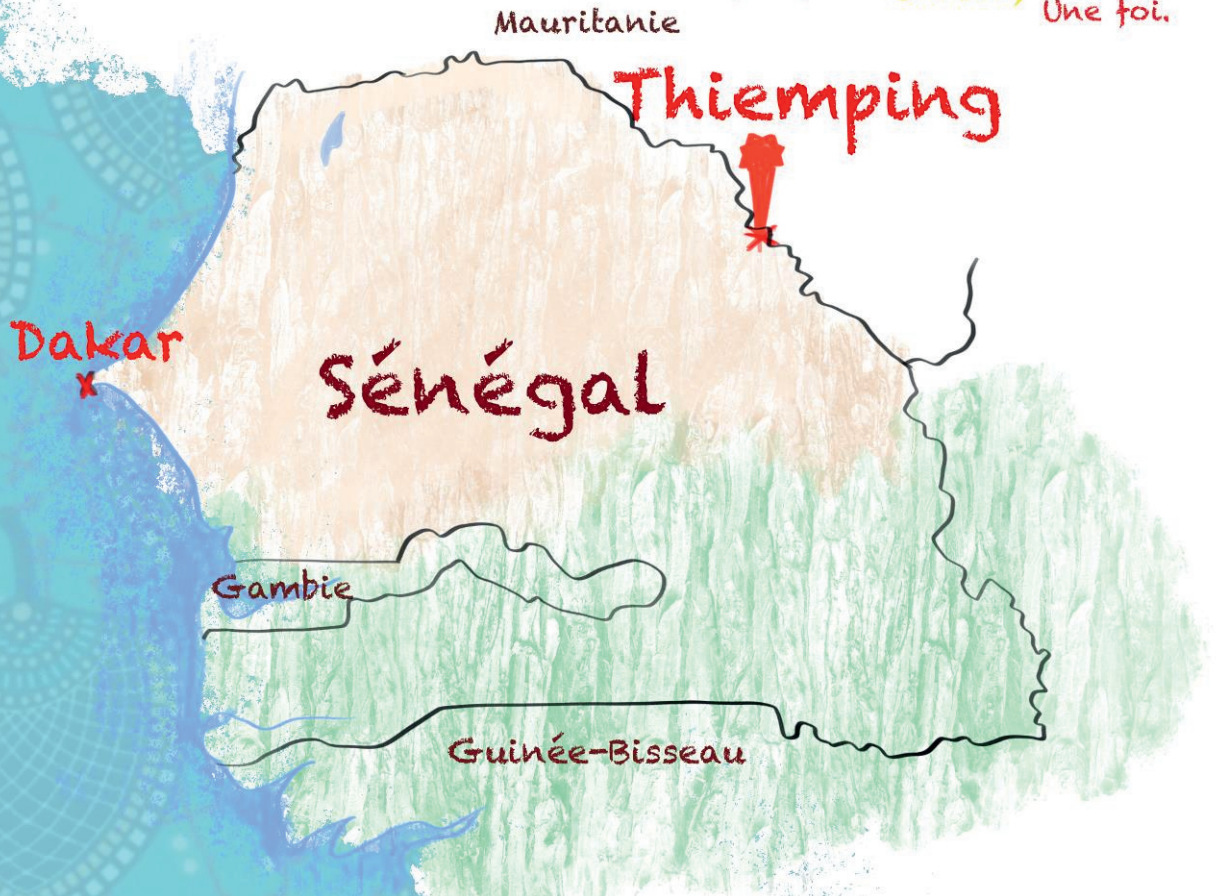 Une foi.
Mauritanie
Thiemping
Dakar
Sénégal
Gambie
Guinée-Bisseau